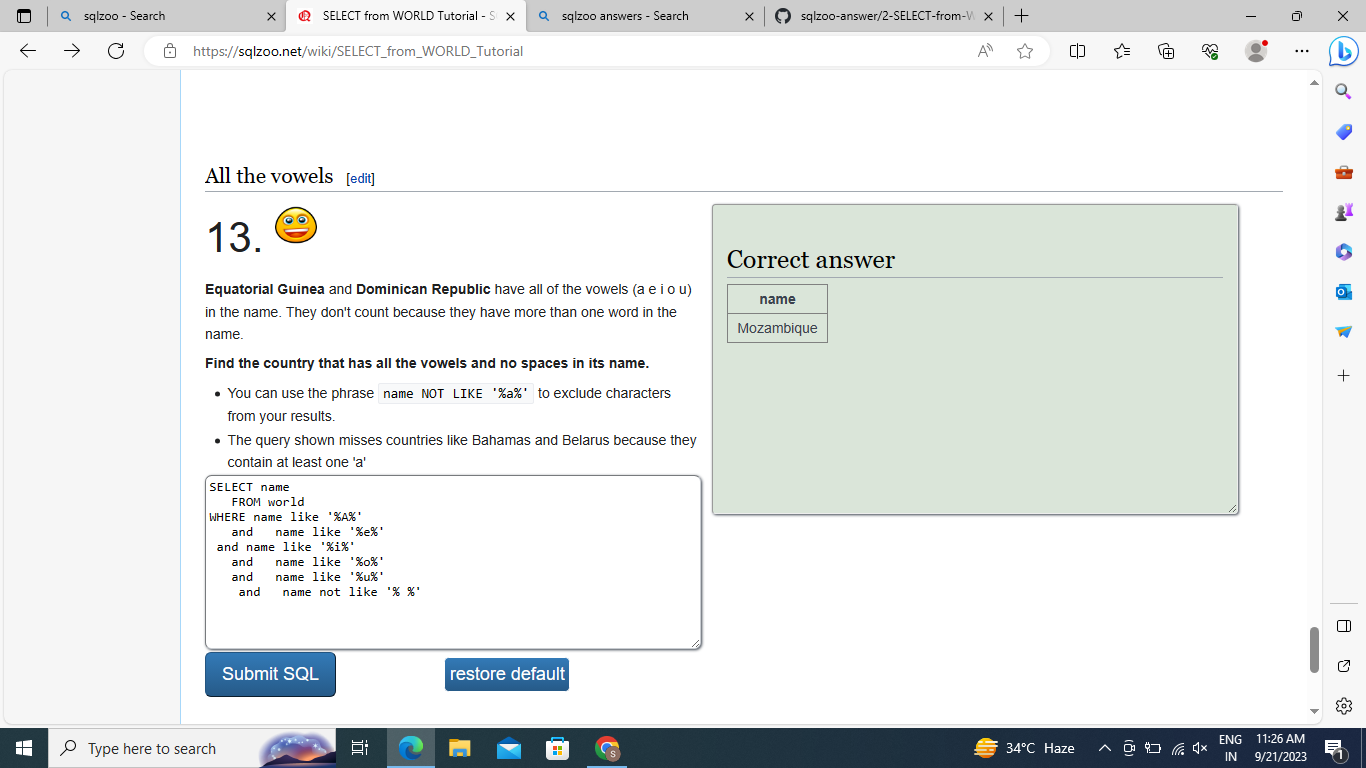 sqlzoo - Search
SELECT from WORLD Tutorial - S
sqlzoo answers - Search
sqlzoo-answer/2-SELECT-from-W
https://sqlzoo.net/wiki/SELECT_from_WORLD_Tutorial
All the vowels [edit]
13.
Equatorial Guinea and Dominican Republic have all of the vowels (a e i o u)
in the name. They don't count because they have more than one word in the
name.
Find the country that has all the vowels and no spaces in its name.
• You can use the phrase name NOT LIKE '%a%' to exclude characters
from your results.
• The query shown misses countries like Bahamas and Belarus because they
contain at least one 'a'
SELECT name
FROM world
WHERE name like '%A%'
and name like '%e%'
and name like '%i%'
and name like '%o%'
and name like '%u%'
and name not like '% %'
Submit SQL
restore default
Correct answer
name
Mozambique
Type here to search
34°C Haze
ENG
IN
11:26 AM
9/21/2023
1